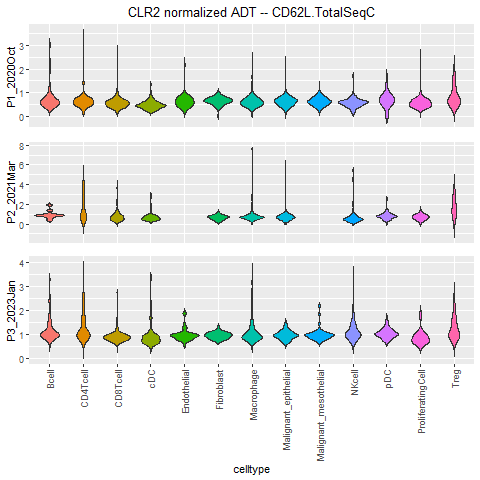 CLR2 normalized ADT -- CD62L.TotalSeqC
P1_2020Oct
3
2
1
0
P2_2021Mar
8
6
4
2
0
P3_2023Jan
4
3
2
1
0
Bcell
CD4Tcell
CD8Tcell
cDC
Endothelial
Fibroblast
Macrophage
Malignant_epithelial
Malignant_mesothelial
NKcell
pDC
ProliferatingCell
Treg
celltype